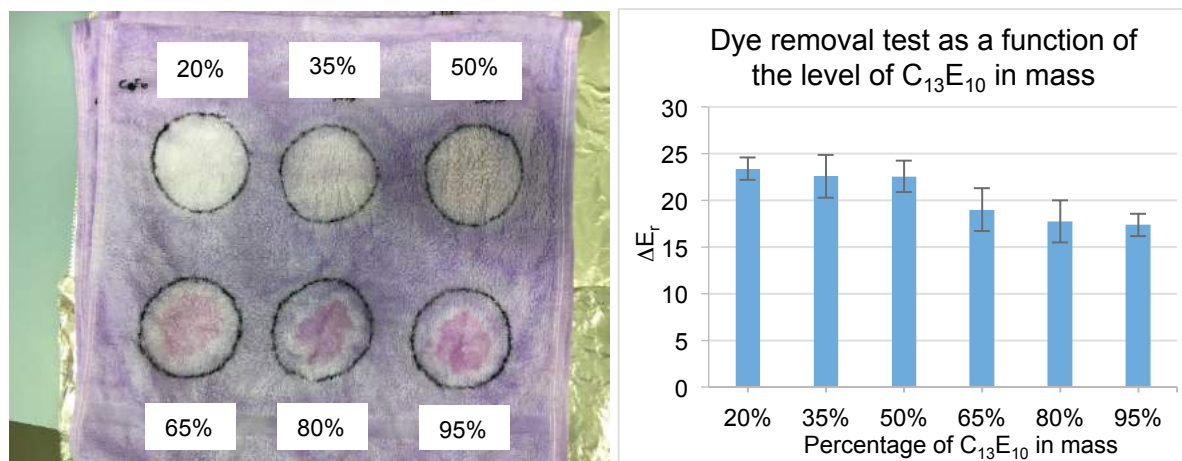 20%
35%
50%
65%
80%
95%
Dye removal test as a function of
the level of C₁₃E₁₀ in mass
30
25
20
15
10
5
0
ΔEᵣ
20% 35% 50% 65% 80% 95%
Percentage of C₁₃E₁₀ in mass